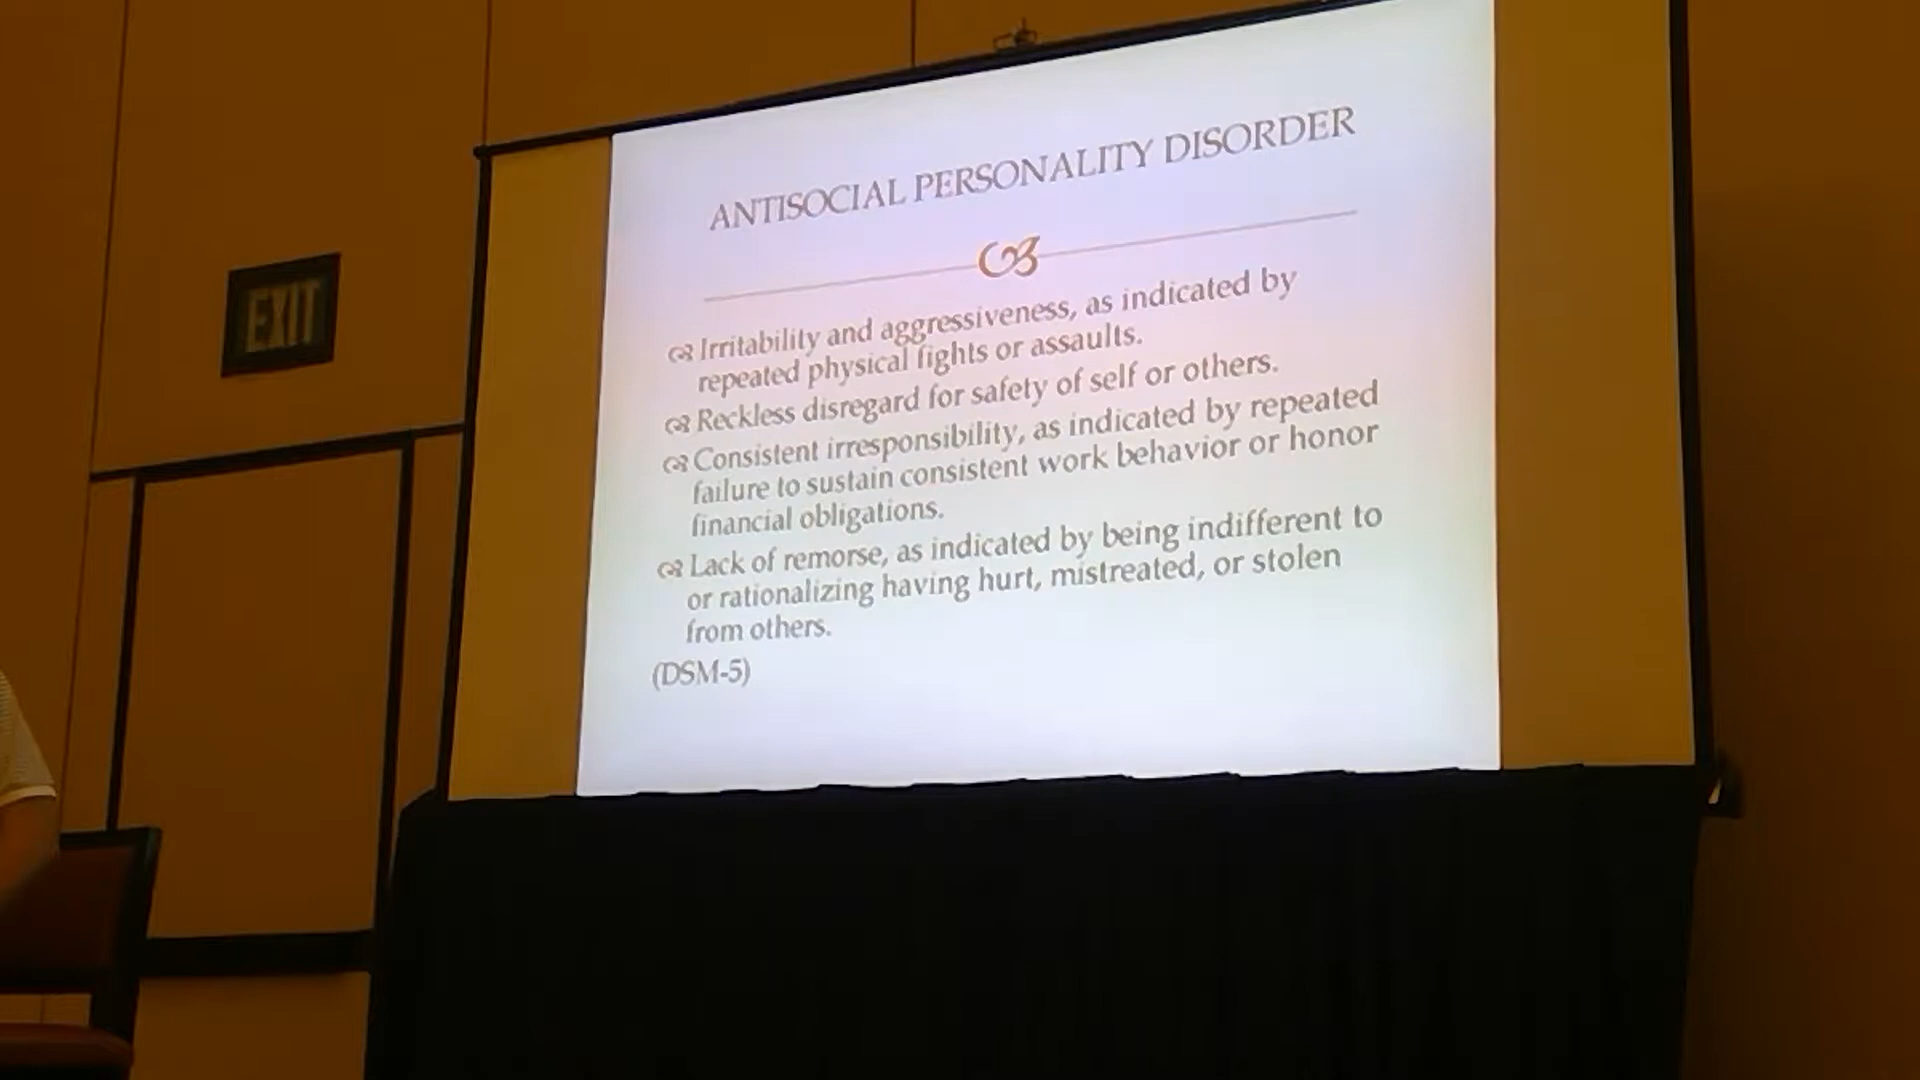 EXIT
ANTISOCIAL PERSONALITY DISORDER
Irritability and aggressiveness, as indicated by
repeated physical fights or assaults.
Reckless disregard for safety of self or others.
Consistent irresponsibility, as indicated by repeated
failure to sustain consistent work behavior or honor
financial obligations.
Lack of remorse, as indicated by being indifferent to
or rationalizing having hurt, mistreated, or stolen
from others.
(DSM-5)